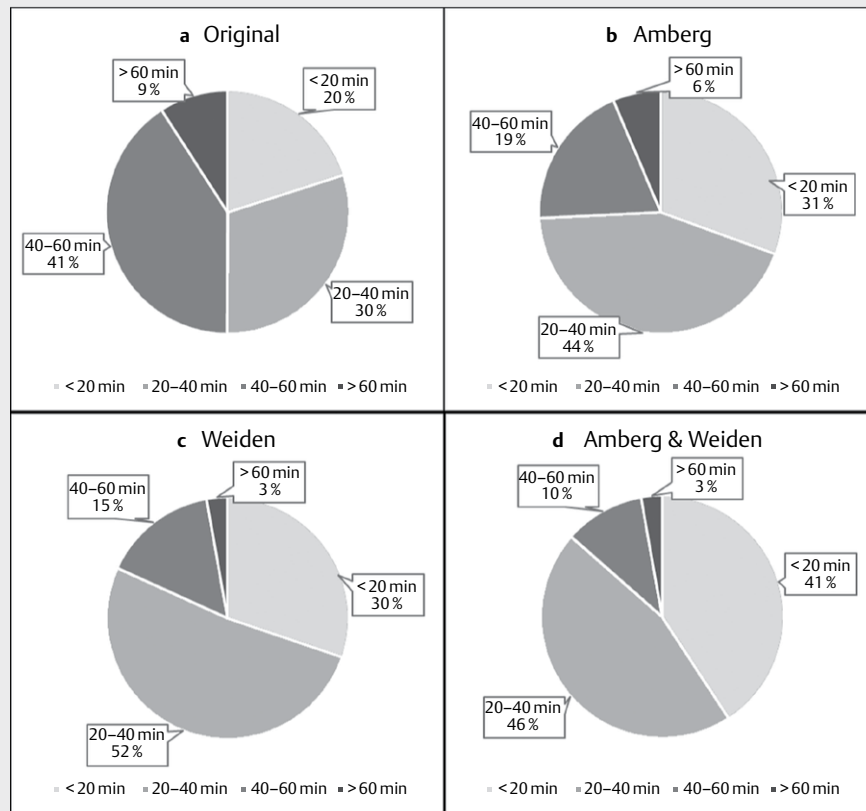 a Original
>60 min
9 %
<20 min
20 %
40–60 min
41 %
20–40 min
30 %
<20 min 20–40 min 40–60 min >60 min
b Amberg
>60 min
6 %
40–60 min
19 %
<20 min
31 %
20–40 min
44 %
<20 min 20–40 min 40–60 min >60 min
c Weiden
>60 min
3 %
40–60 min
15 %
<20 min
30 %
20–40 min
52 %
<20 min 20–40 min 40–60 min >60 min
d Amberg & Weiden
>60 min
3 %
40–60 min
10 %
<20 min
41 %
20–40 min
46 %
<20 min 20–40 min 40–60 min >60 min